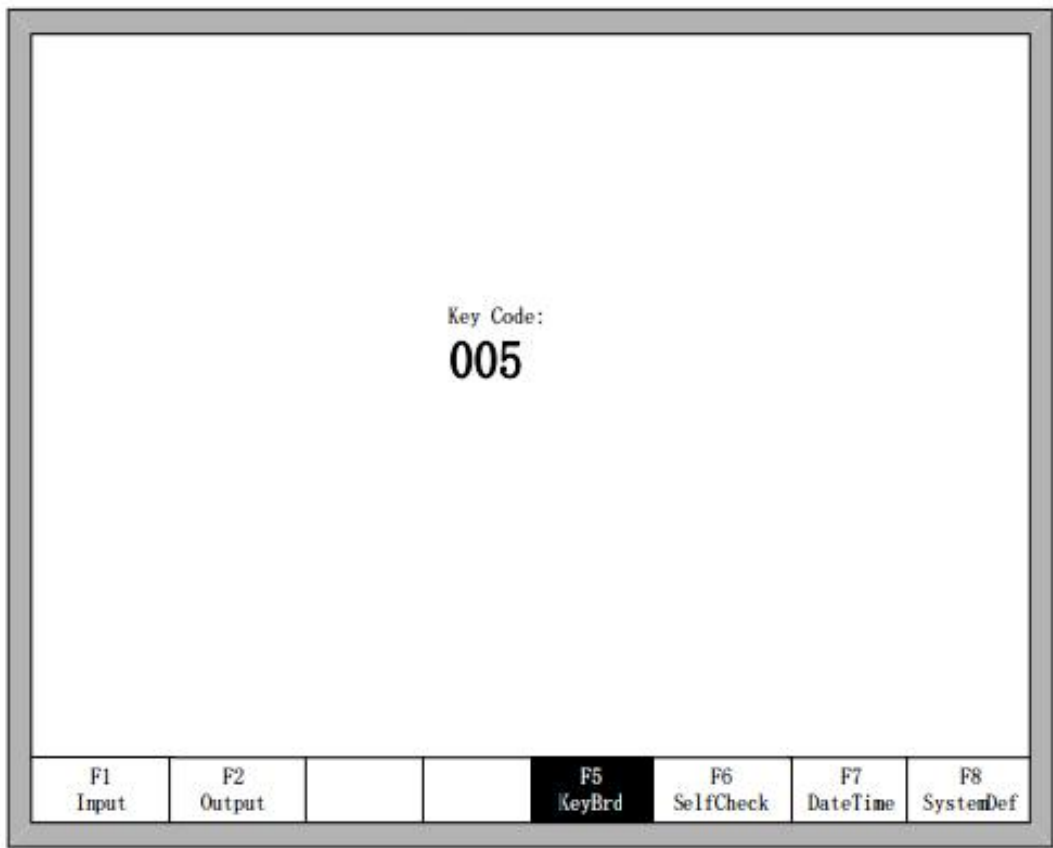 Key Code:
005
F1 F2 F5 F6 F7 F8
Input Output KeyBrd SelfCheck DateTime SystemDef